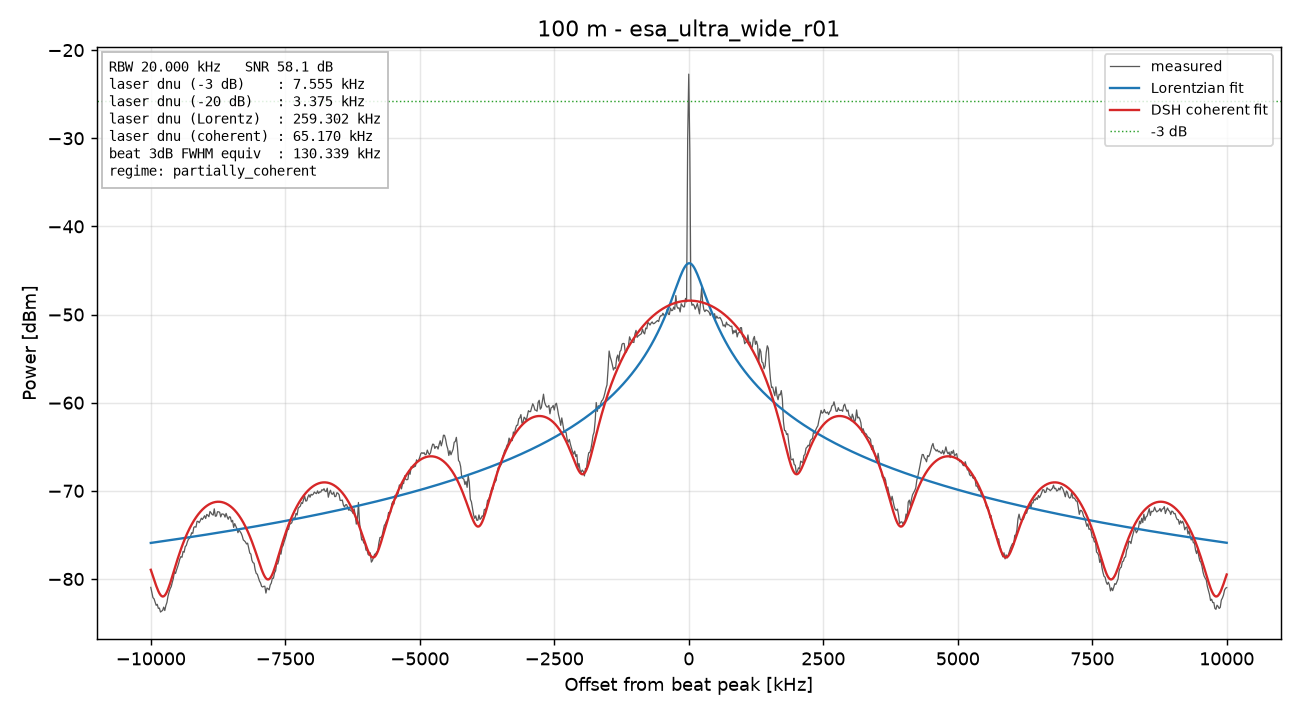 100 m - esa_ultra_wide_r01
RBW 20.000 kHz   SNR 58.1 dB
laser dnu (-3 dB)    : 7.555 kHz
laser dnu (-20 dB)   : 3.375 kHz
laser dnu (Lorentz)  : 259.302 kHz
laser dnu (coherent) : 65.170 kHz
beat 3dB FWHM equiv  : 130.339 kHz
regime: partially_coherent
measured
Lorentzian fit
DSH coherent fit
-3 dB
Power [dBm]
−20
−30
−40
−50
−60
−70
−80
−10000
−7500
−5000
−2500
0
2500
5000
7500
10000
Offset from beat peak [kHz]